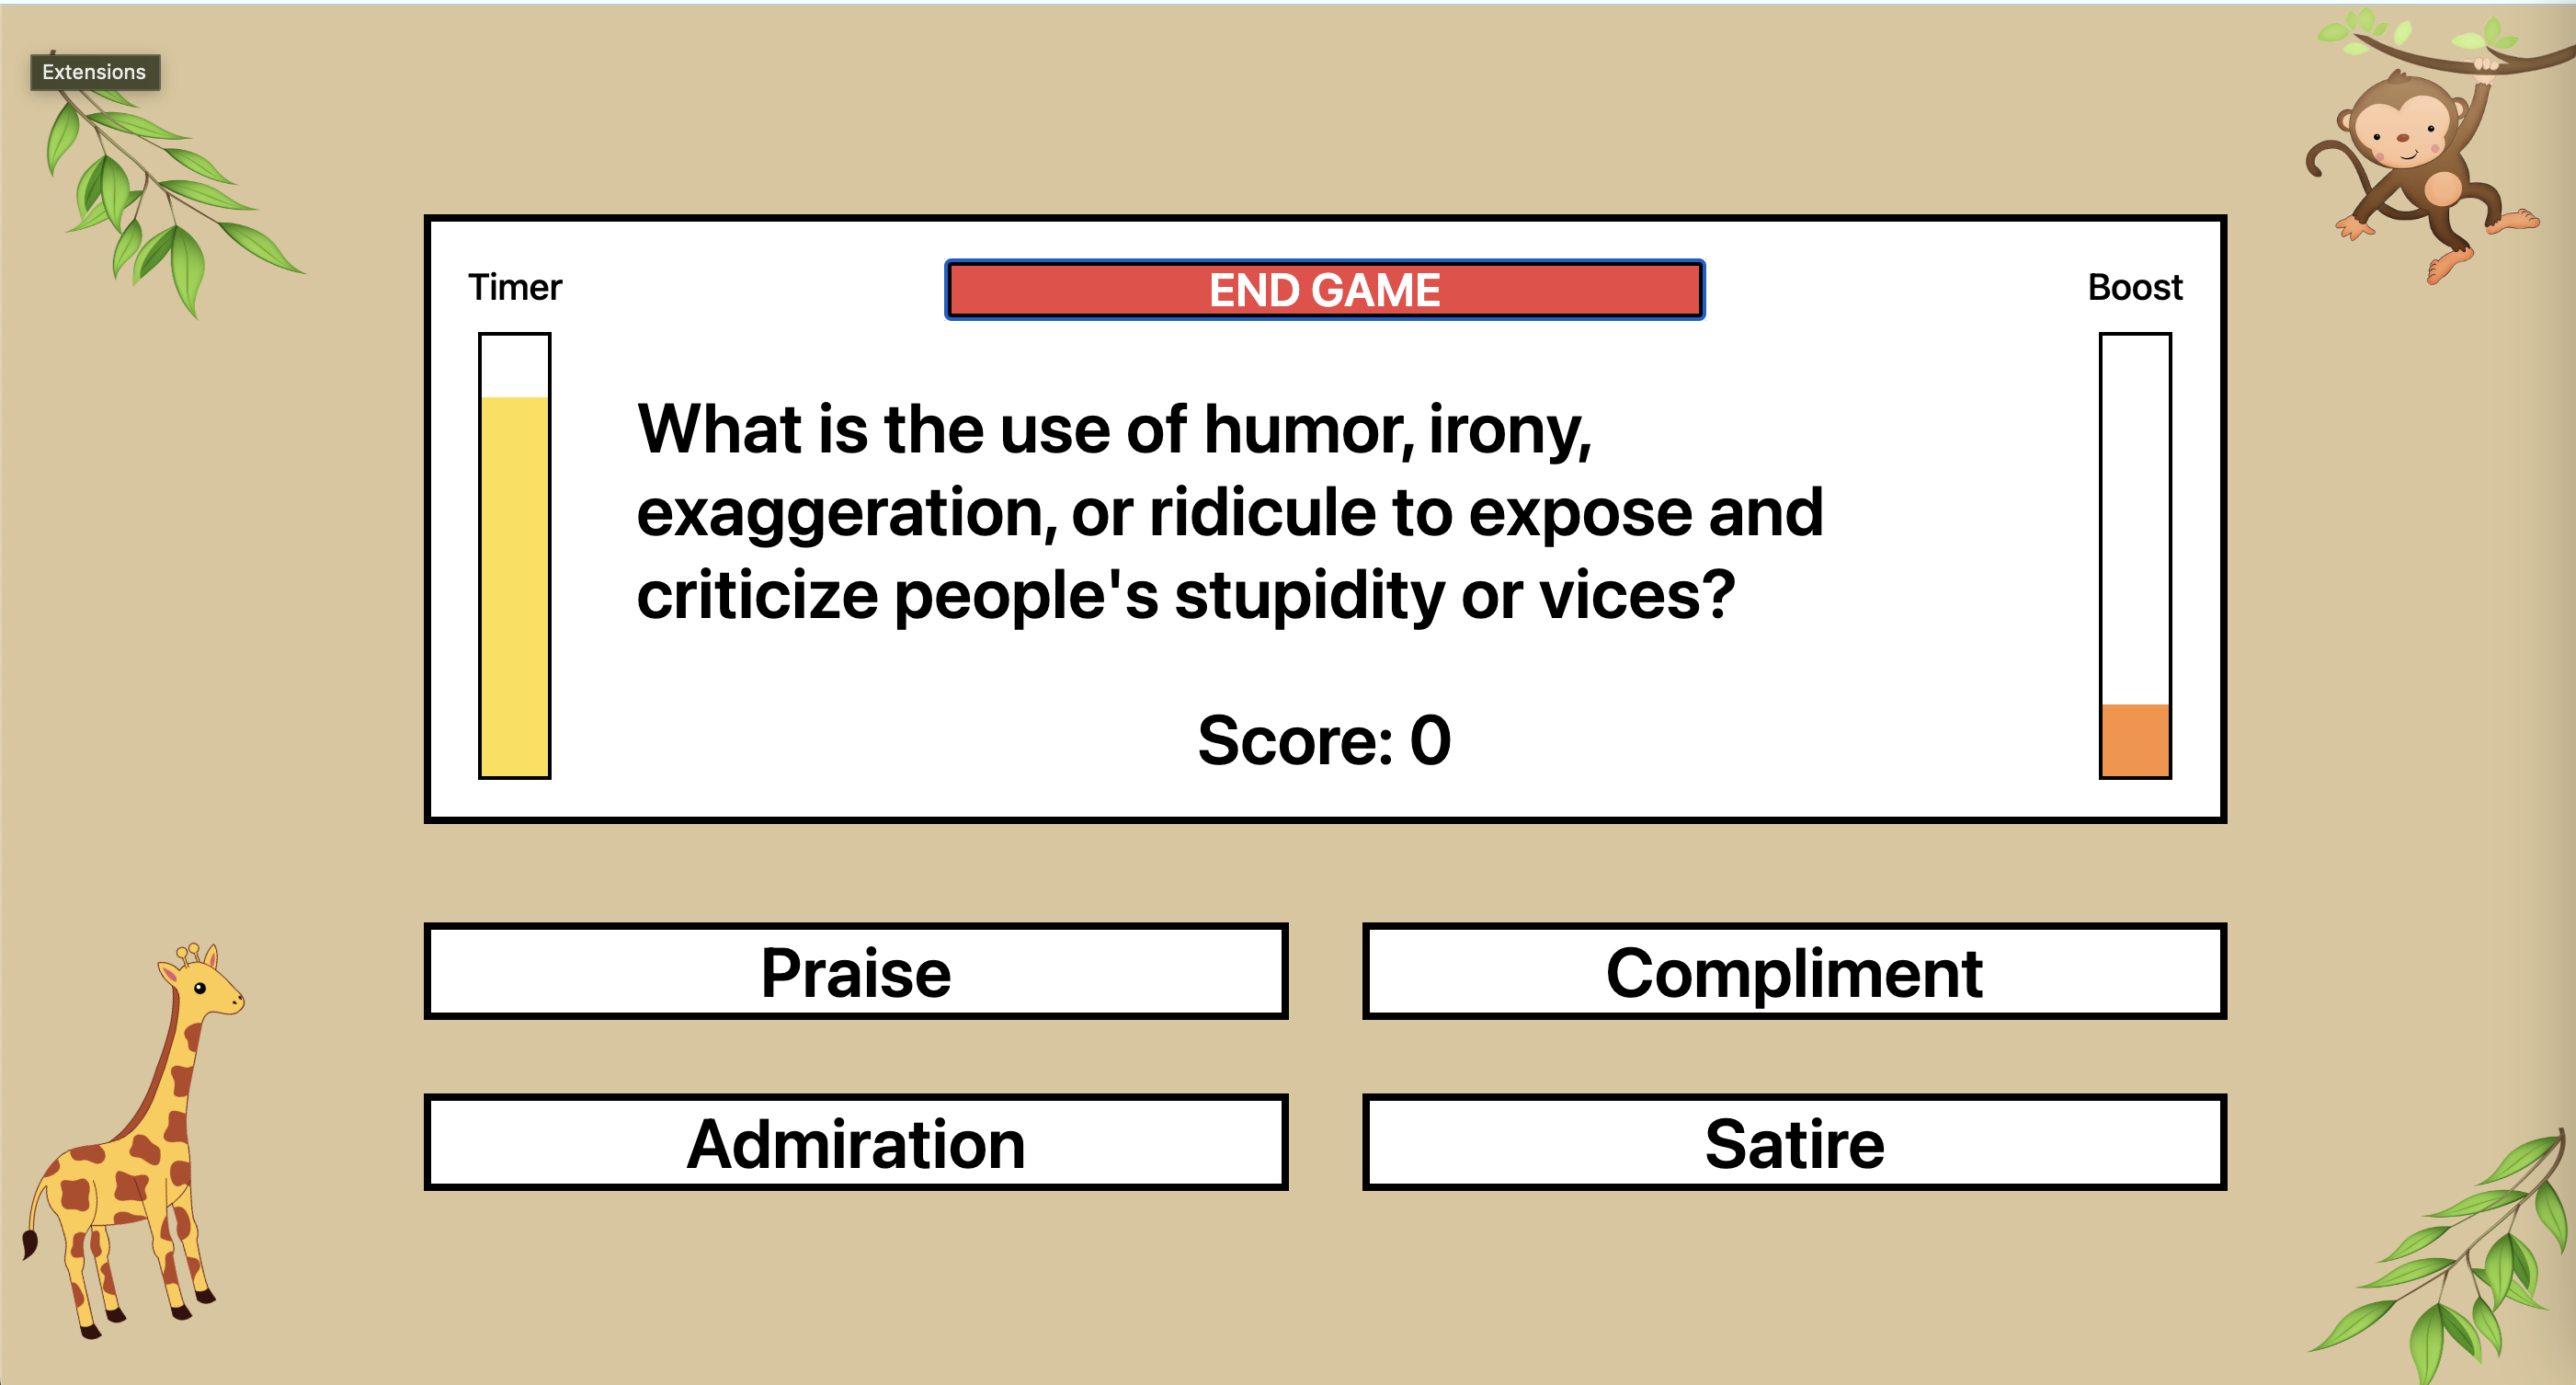 Extensions
Timer
END GAME
Boost
What is the use of humor, irony,
exaggeration, or ridicule to expose and
criticize people's stupidity or vices?
Score: 0
Praise
Compliment
Admiration
Satire